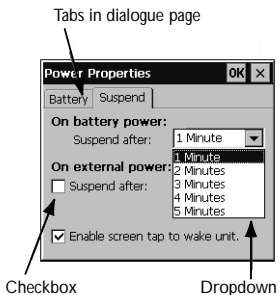 Tabs in dialogue page
Power Properties OK ×
Battery Suspend
On battery power:
Suspend after: 1 Minute
1 Minute
2 Minutes
3 Minutes
4 Minutes
5 Minutes
On external power:
Suspend after:
Enable screen tap to wake unit.
Checkbox Dropdown